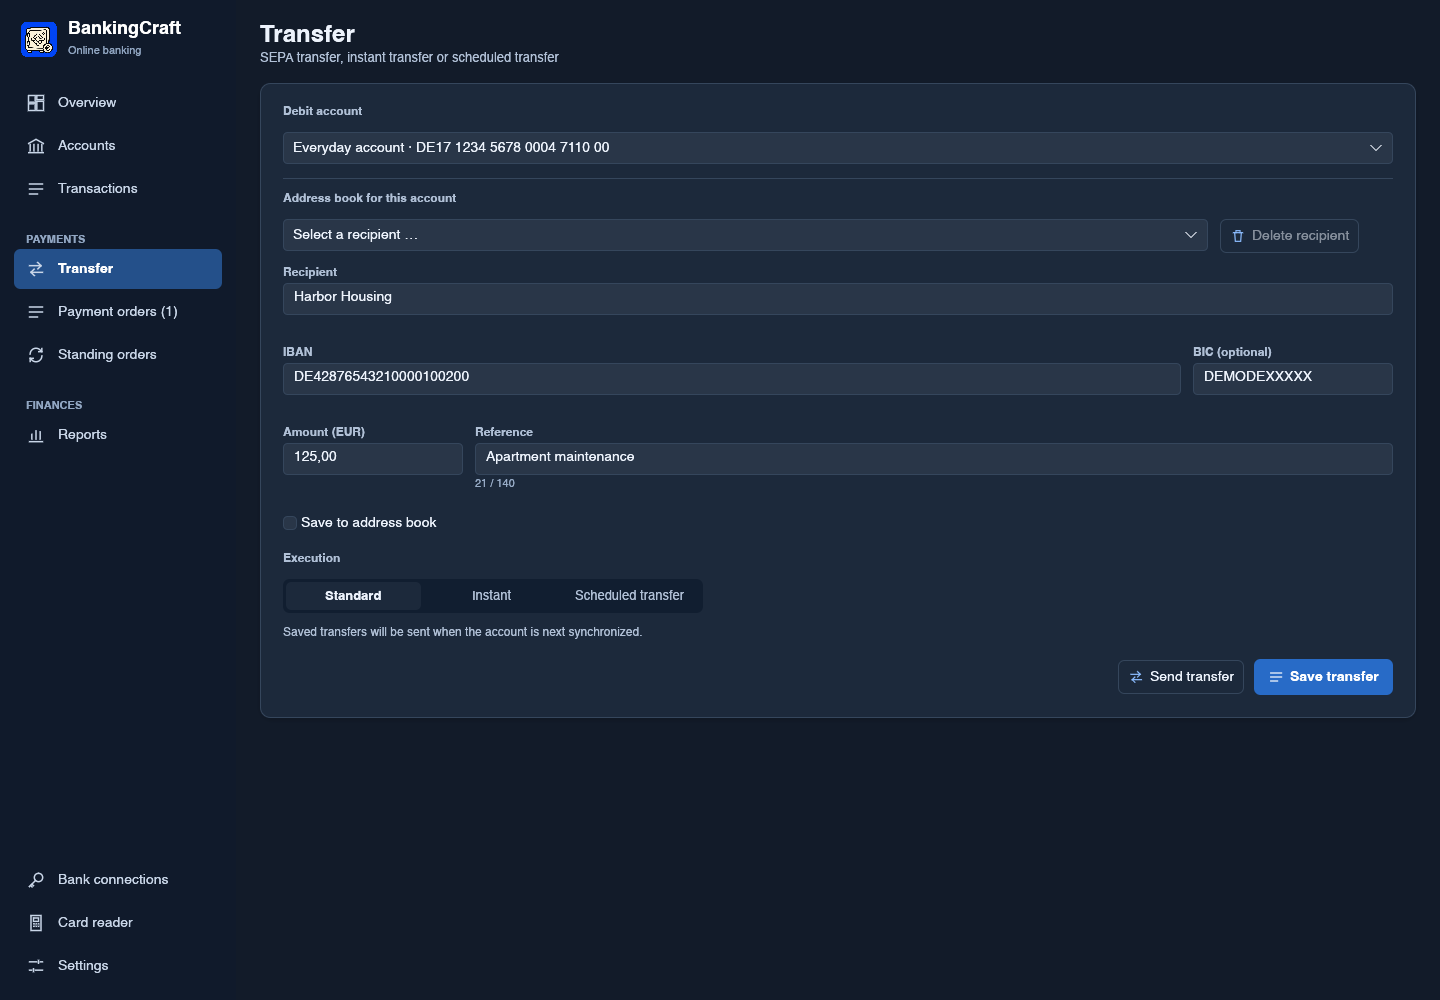 BankingCraft
Online banking
Overview
Accounts
Transactions
PAYMENTS
Transfer
Payment orders (1)
Standing orders
FINANCES
Reports
Bank connections
Card reader
Settings
Transfer
SEPA transfer, instant transfer or scheduled transfer
Debit account
Everyday account · DE17 1234 5678 0004 7110 00
Address book for this account
Select a recipient …
Delete recipient
Recipient
Harbor Housing
IBAN
BIC (optional)
DE42876543210000100200
DEMODEXXXXX
Amount (EUR)
Reference
125,00
Apartment maintenance
21 / 140
Save to address book
Execution
Standard
Instant
Scheduled transfer
Saved transfers will be sent when the account is next synchronized.
Send transfer
Save transfer